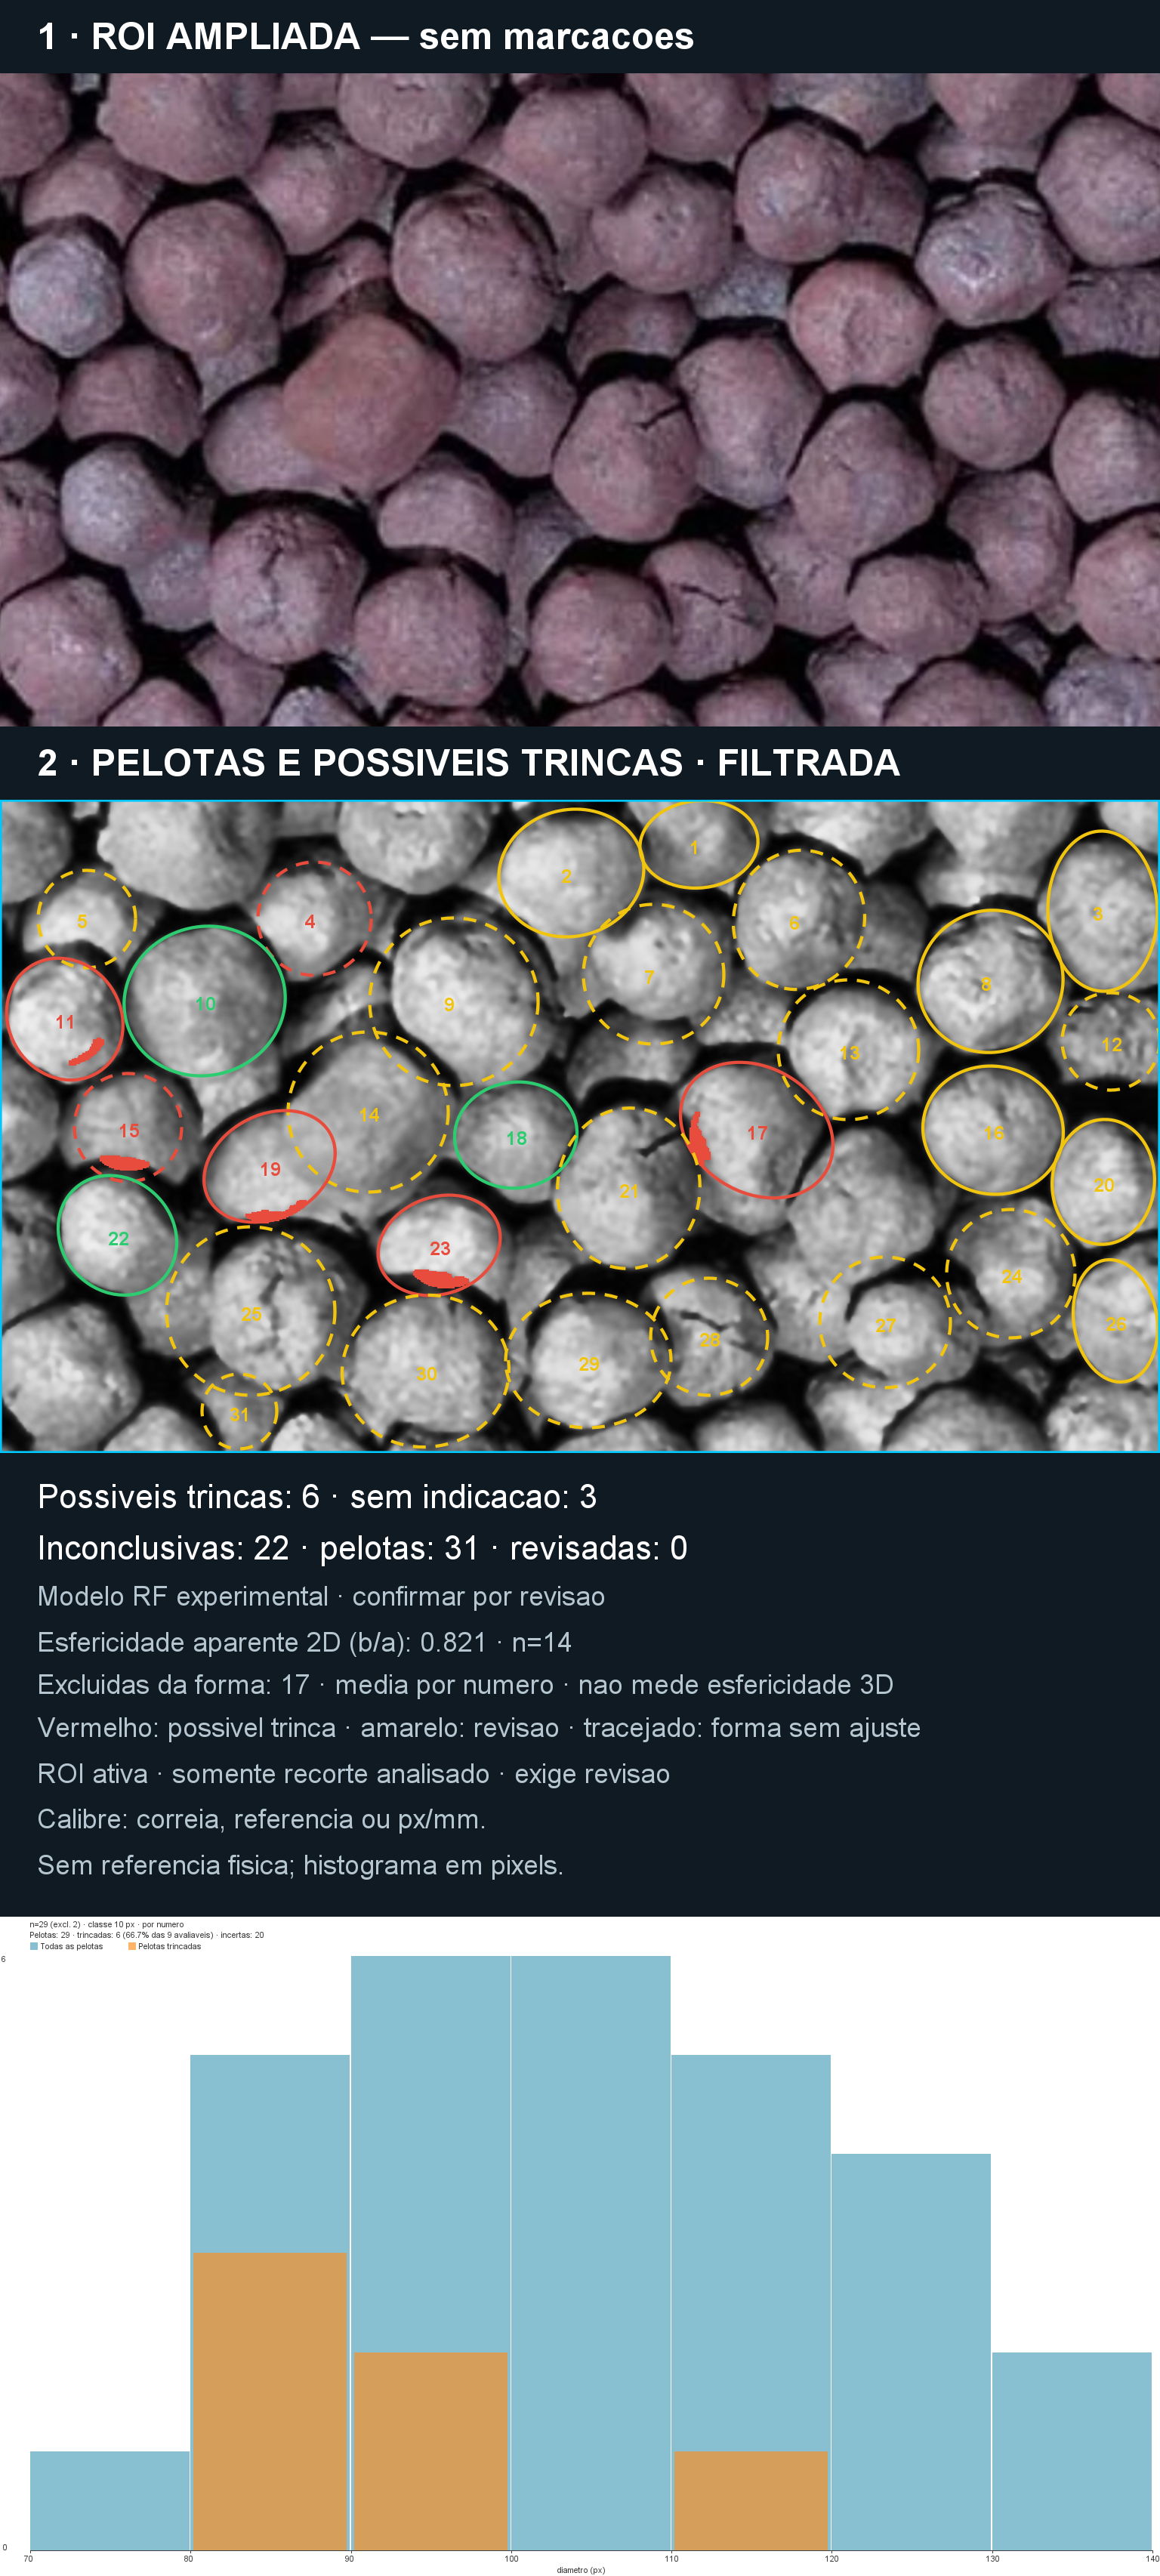 1 · ROI AMPLIADA — sem marcacoes
2 · PELOTAS E POSSIVEIS TRINCAS · FILTRADA
1
2
3
4
5
6
7
8
9
10
11
12
13
14
15
16
17
18
19
20
21
22
23
24
25
26
27
28
29
30
31
Possiveis trincas: 6 · sem indicacao: 3
Inconclusivas: 22 · pelotas: 31 · revisadas: 0
Modelo RF experimental · confirmar por revisao
Esfericidade aparente 2D (b/a): 0.821 · n=14
Excluidas da forma: 17 · media por numero · nao mede esfericidade 3D
Vermelho: possivel trinca · amarelo: revisao · tracejado: forma sem ajuste
ROI ativa · somente recorte analisado · exige revisao
Calibre: correia, referencia ou px/mm.
Sem referencia fisica; histograma em pixels.
n=29 (excl. 2) · classe 10 px · por numero
Pelotas: 29 · trincadas: 6 (66.7% das 9 avaliaveis) · incertas: 20
Todas as pelotas Pelotas trincadas
6
0
70 80 90 100 110 120 130 140
diametro (px)